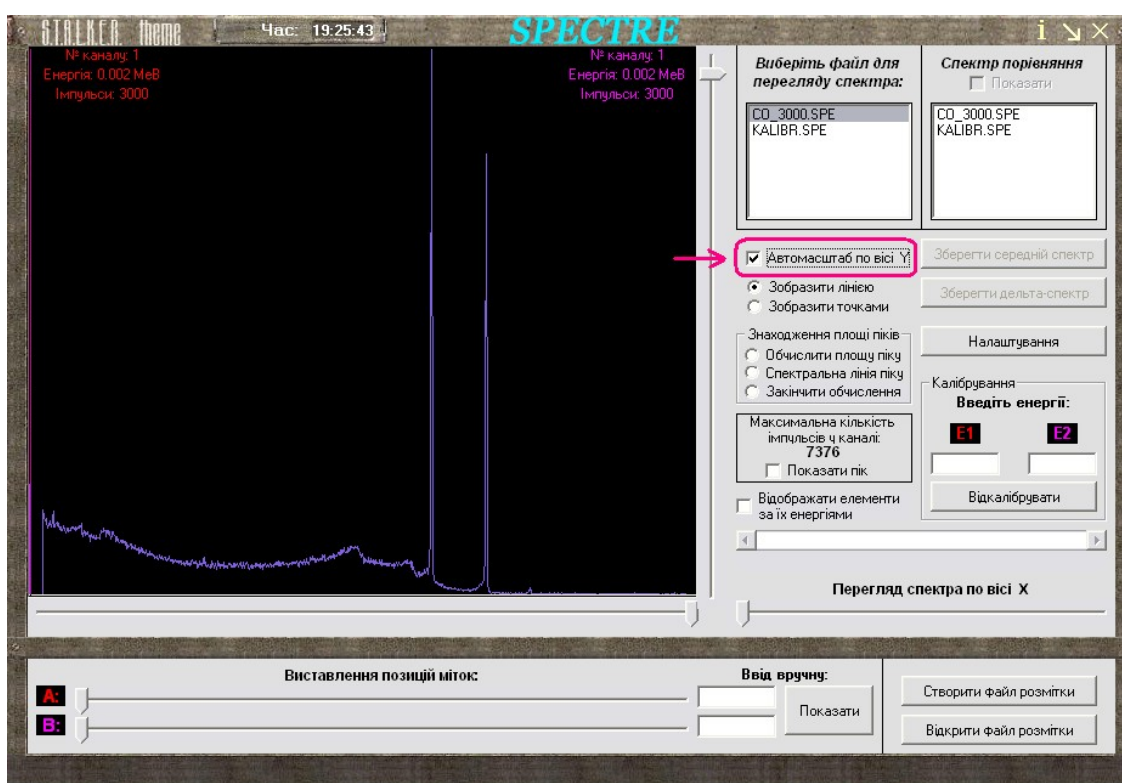 S.T.A.L.K.E.R. theme
Час: 19:25:43
SPECTRE
i
№ каналу: 1
Енергія: 0.002 MeB
Імпульси: 3000
№ каналу: 1
Енергія: 0.002 MeB
Імпульси: 3000
Виберіть файл для
перегляду спектра:
CO_3000.SPE
KALIBR.SPE
Спектр порівняння
Показати
CO_3000.SPE
KALIBR.SPE
Автомасштаб по вісі Y
Зобразити лінією
Зобразити точками
Зберегти середній спектр
Зберегти дельта-спектр
Знаходження площі піків
Обчислити площу піку
Спектральна лінія піку
Закінчити обчислення
Налаштування
Максимальна кількість
імпульсів у каналі:
7376
Показати пік
Калібрування
Введіть енергії:
E1 E2
Відкалібрувати
Відображати елементи
за їх енергіями
Перегляд спектра по вісі X
Виставлення позицій міток:
A:
B:
Ввід вручну:
Показати
Створити файл розмітки
Відкрити файл розмітки